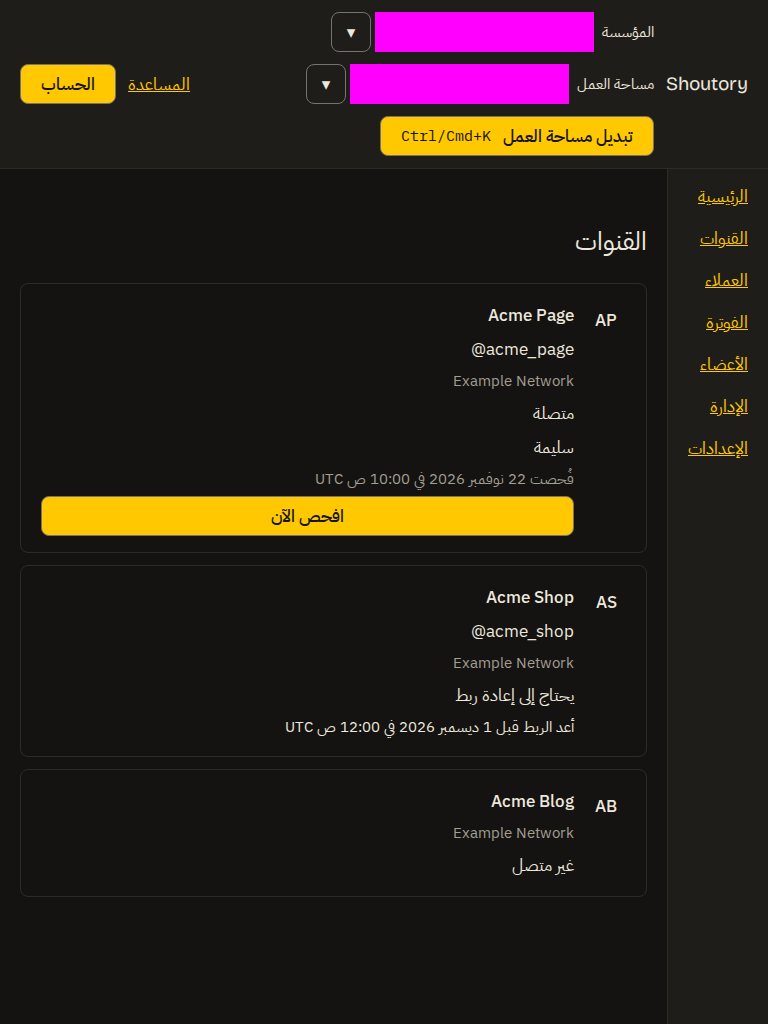 Shoutory
المؤسسة ▼
مساحة العمل ▼
تبديل مساحة العمل Ctrl/Cmd+K
المساعدة
الحساب
الرئيسية
القنوات
العملاء
الفوترة
الأعضاء
الإدارة
الإعدادات
القنوات
AP
Acme Page
@acme_page
Example Network
متصلة
سليمة
فُحصت 22 نوفمبر 2026 في 10:00 ص UTC
افحص الآن
AS
Acme Shop
@acme_shop
Example Network
يحتاج إلى إعادة ربط
أعد الربط قبل 1 ديسمبر 2026 في 12:00 ص UTC
AB
Acme Blog
Example Network
غير متصل